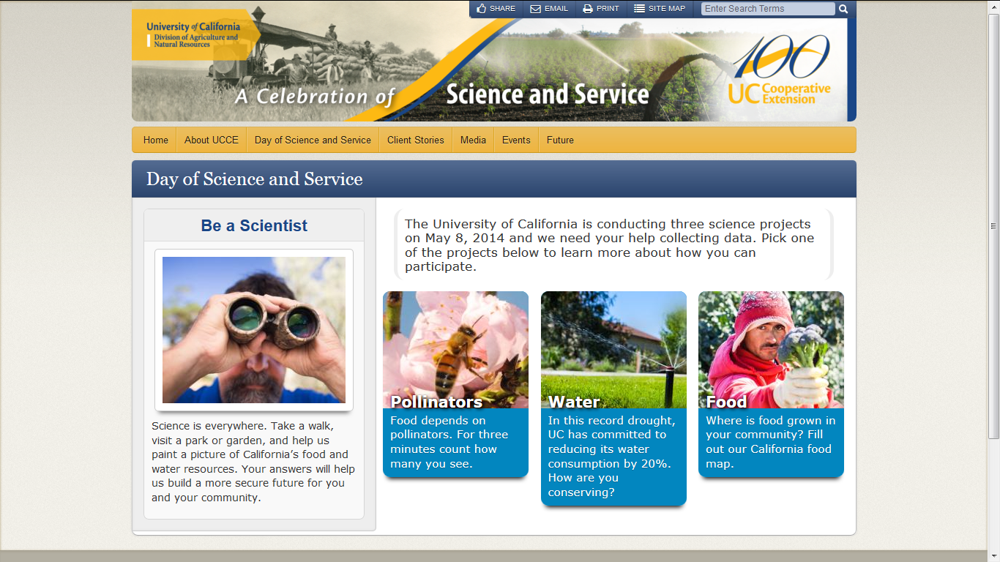 SHARE
EMAIL
PRINT
SITE MAP
Enter Search Terms
University of California
Division of Agriculture and
Natural Resources
A Celebration of
Science and Service
100
UC Cooperative
Extension
Home
About UCCE
Day of Science and Service
Client Stories
Media
Events
Future
Day of Science and Service
Be a Scientist
Science is everywhere. Take a walk,
visit a park or garden, and help us
paint a picture of California’s food and
water resources. Your answers will help
us build a more secure future for you
and your community.
The University of California is conducting three science projects
on May 8, 2014 and we need your help collecting data. Pick one
of the projects below to learn more about how you can
participate.
Pollinators
Food depends on
pollinators. For three
minutes count how
many you see.
Water
In this record drought,
UC has committed to
reducing its water
consumption by 20%.
How are you
conserving?
Food
Where is food grown in
your community? Fill
out our California food
map.